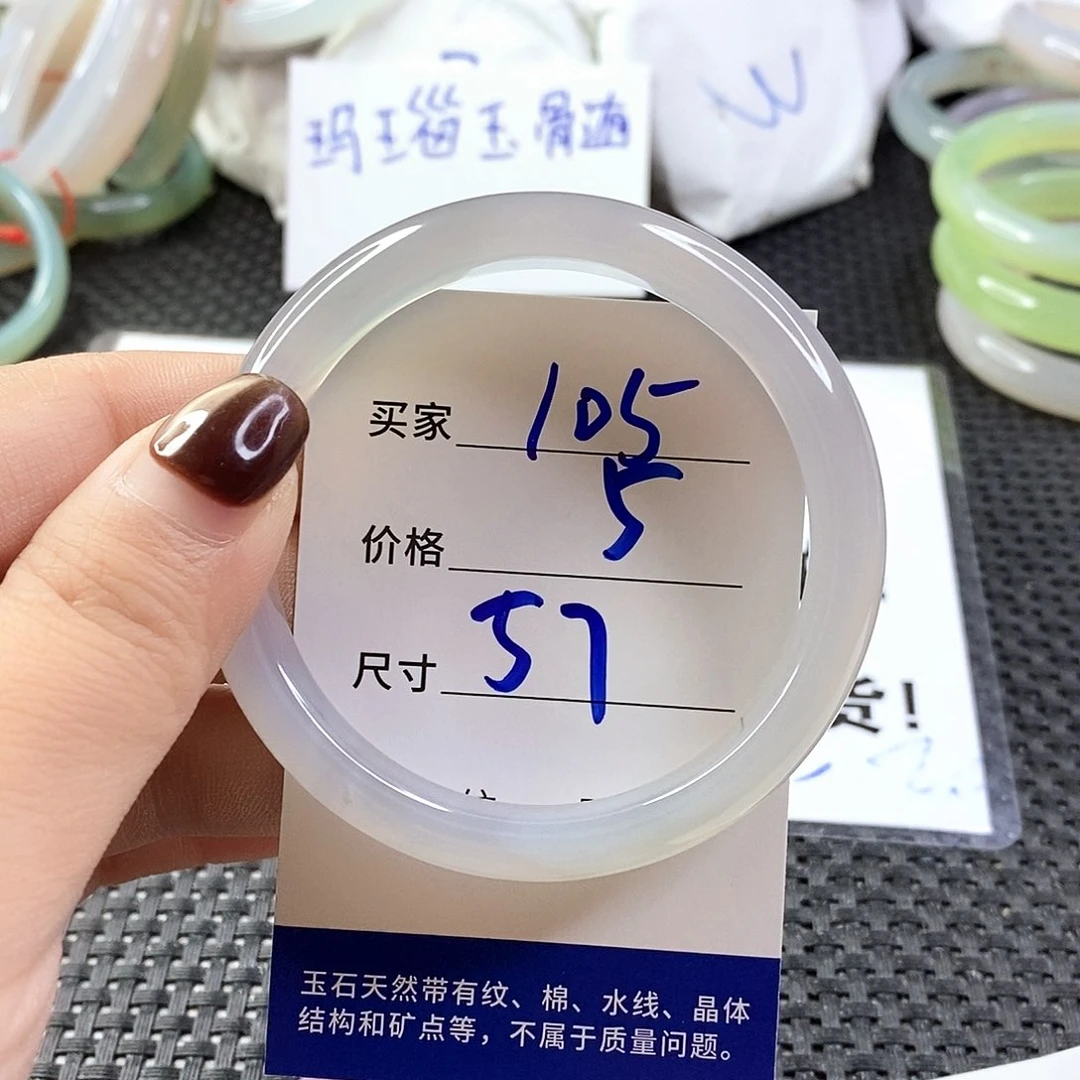 玛瑙玉骨髓
买家 105
5
价格
尺寸 57
货！
玉石天然带有纹、棉、水线、晶体
结构和矿点等，不属于质量问题。